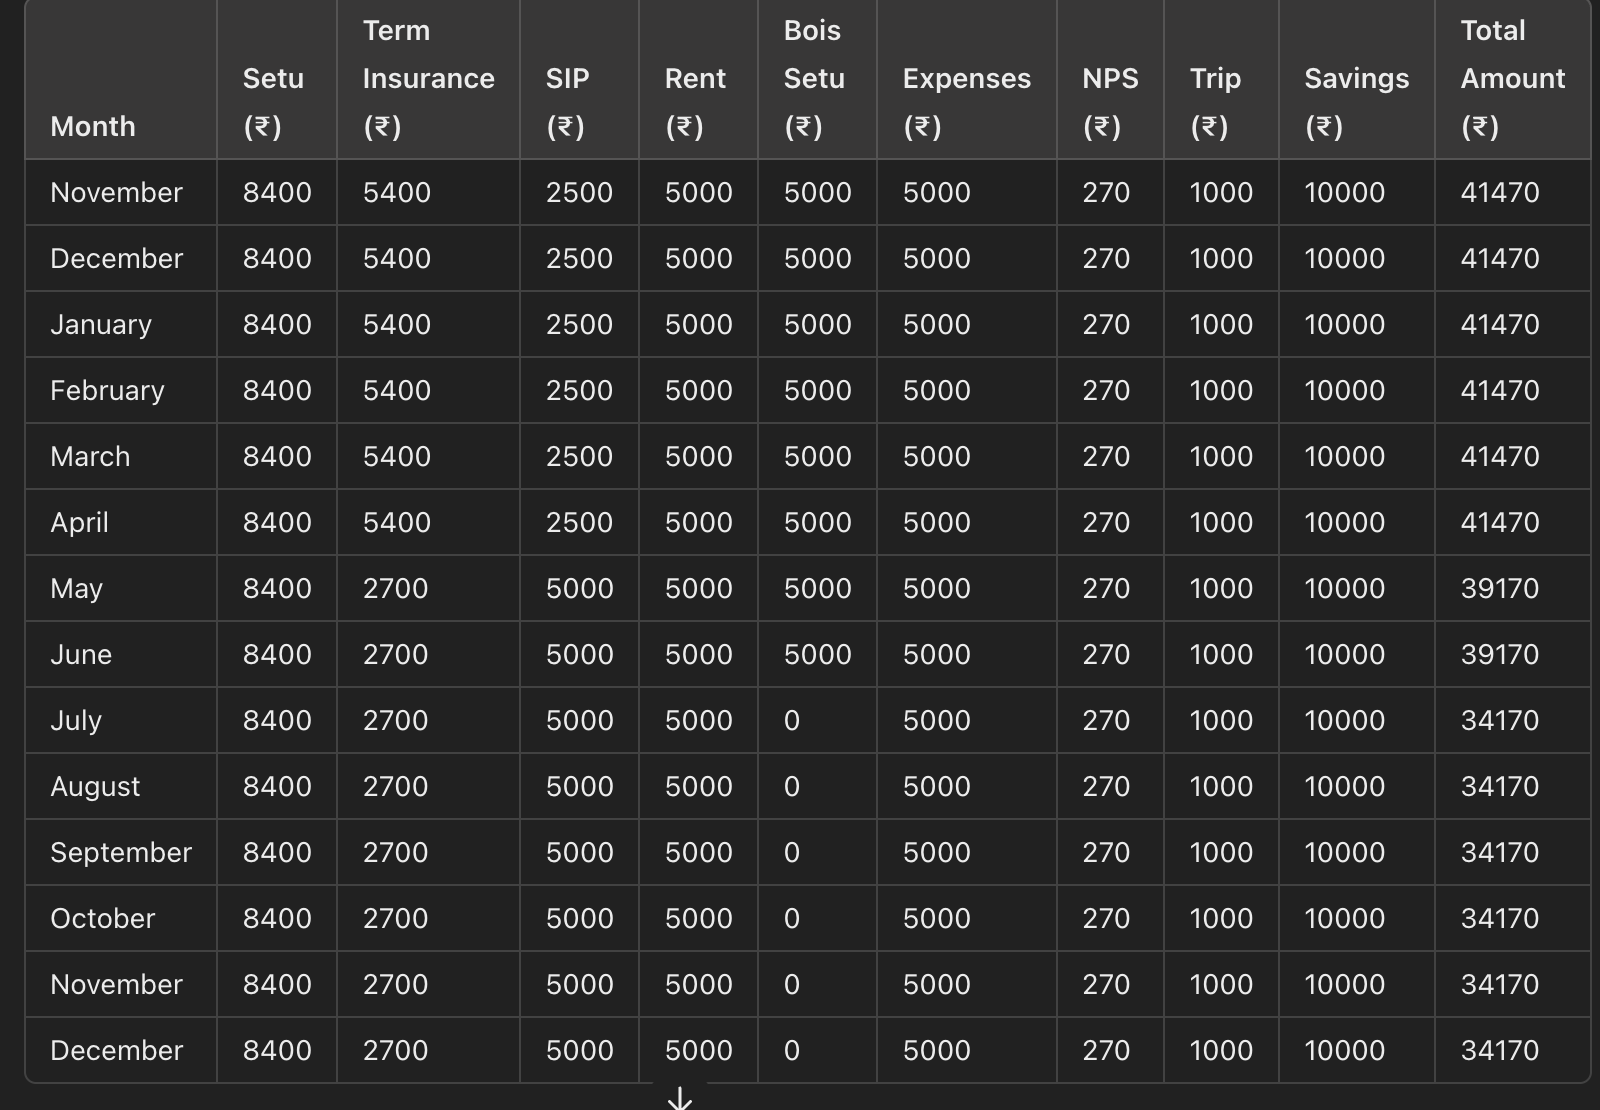 Month Setu (₹) Term Insurance (₹) SIP (₹) Rent (₹) Bois Setu (₹) Expenses (₹) NPS (₹) Trip (₹) Savings (₹) Total Amount (₹)
November 8400 5400 2500 5000 5000 5000 270 1000 10000 41470
December 8400 5400 2500 5000 5000 5000 270 1000 10000 41470
January 8400 5400 2500 5000 5000 5000 270 1000 10000 41470
February 8400 5400 2500 5000 5000 5000 270 1000 10000 41470
March 8400 5400 2500 5000 5000 5000 270 1000 10000 41470
April 8400 5400 2500 5000 5000 5000 270 1000 10000 41470
May 8400 2700 5000 5000 5000 5000 270 1000 10000 39170
June 8400 2700 5000 5000 5000 5000 270 1000 10000 39170
July 8400 2700 5000 5000 0 5000 270 1000 10000 34170
August 8400 2700 5000 5000 0 5000 270 1000 10000 34170
September 8400 2700 5000 5000 0 5000 270 1000 10000 34170
October 8400 2700 5000 5000 0 5000 270 1000 10000 34170
November 8400 2700 5000 5000 0 5000 270 1000 10000 34170
December 8400 2700 5000 5000 0 5000 270 1000 10000 34170